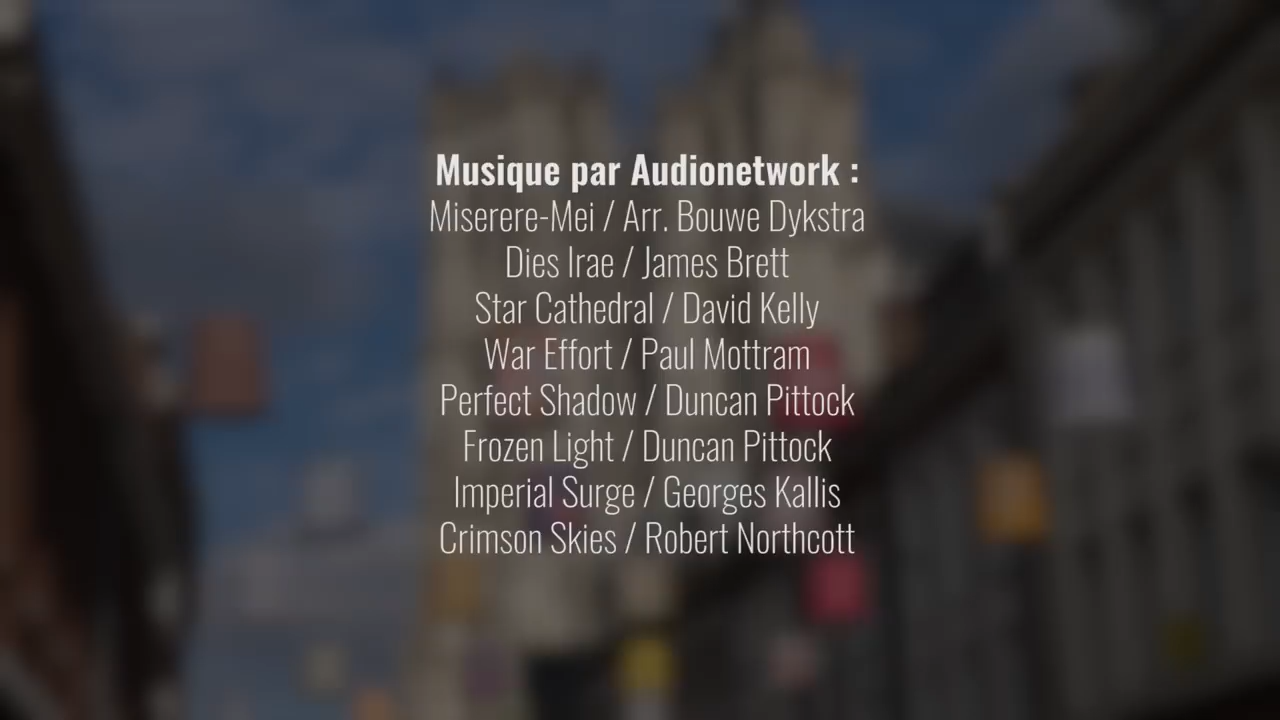 Musique par Audionetwork :
Miserere-Mei / Arr. Bouwe Dykstra
Dies Irae / James Brett
Star Cathedral / David Kelly
War Effort / Paul Mottram
Perfect Shadow / Duncan Pittock
Frozen Light / Duncan Pittock
Imperial Surge / Georges Kallis
Crimson Skies / Robert Northcott